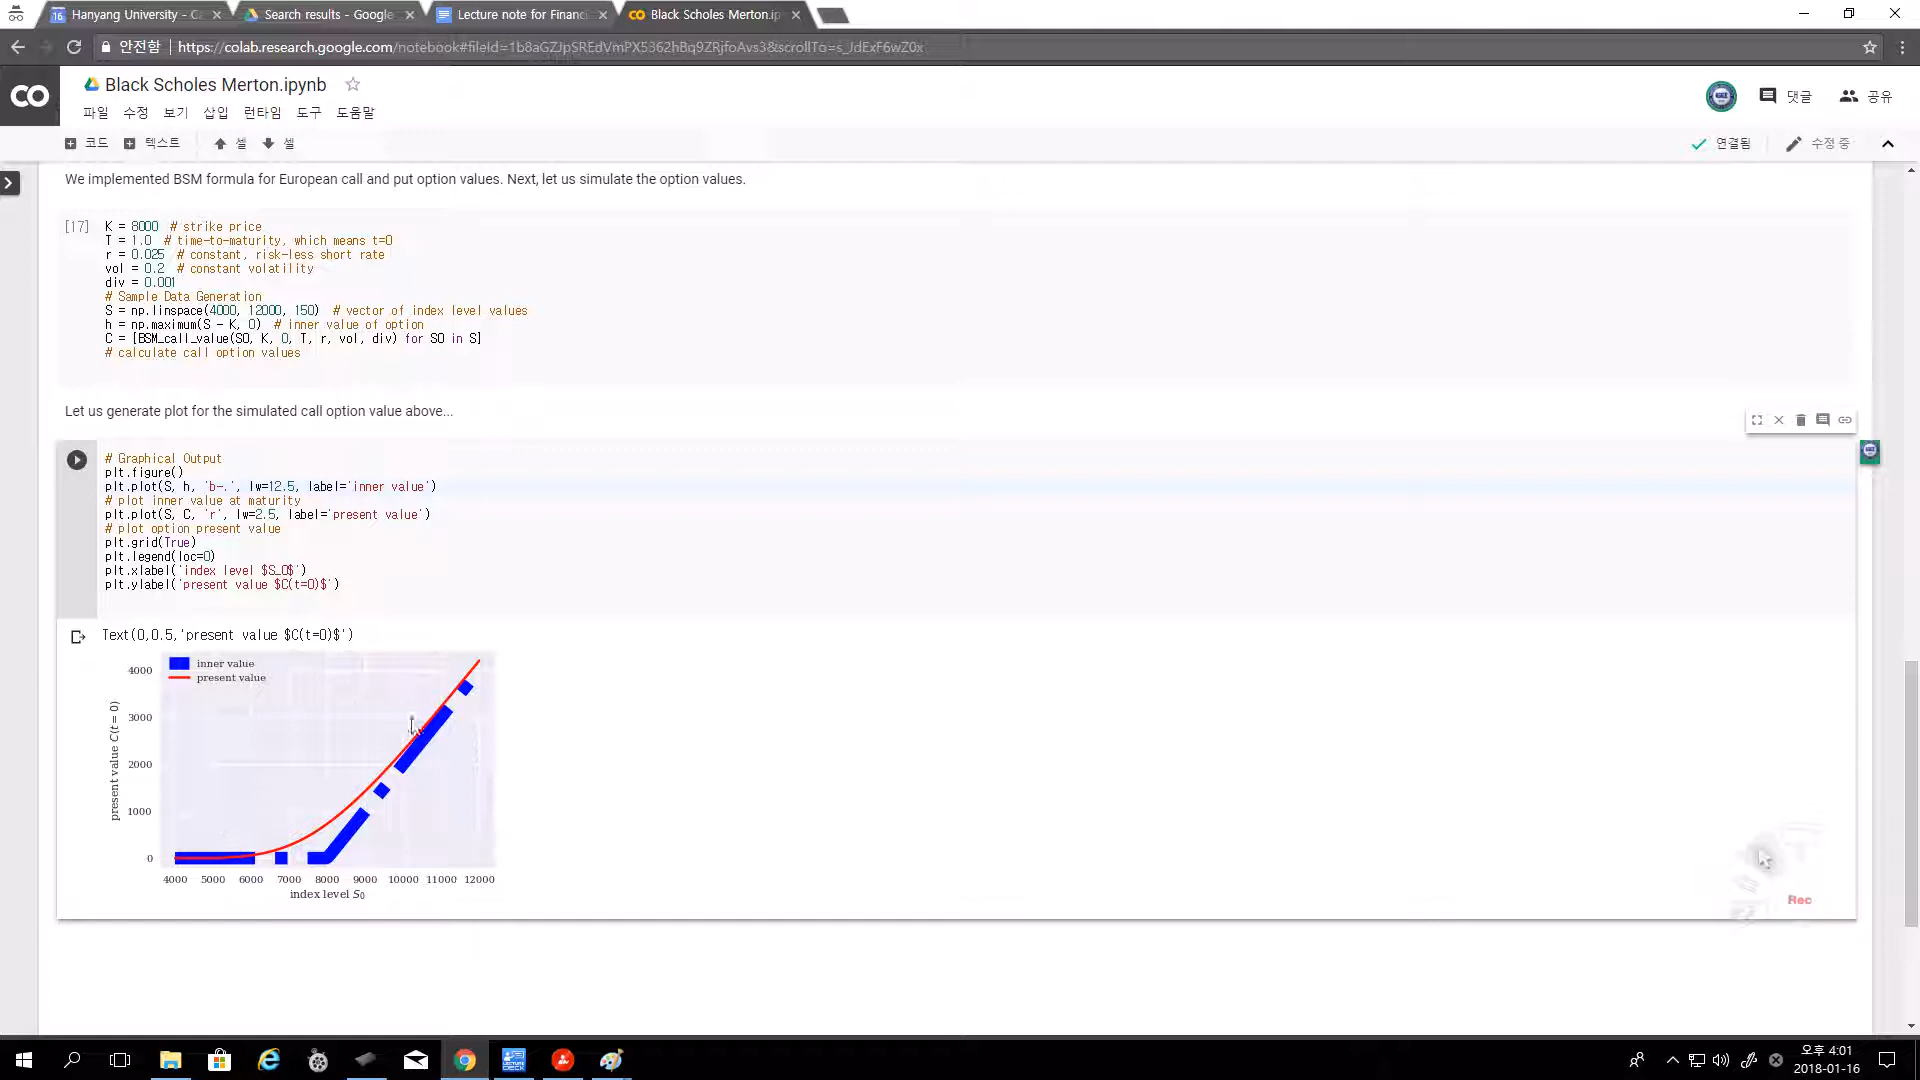 Hanyang University - C
Search results - Google
Lecture note for Financi
Black Scholes Merton.ip
안전함
https://colab.research.google.com/notebook#fileId=1b8aGZJpSREdVmPX5362hBq9ZRjfoAvs3&scrollTo=s_JdExF6wZ0x
CO
Black Scholes Merton.ipynb
파일 수정 보기 삽입 런타임 도구 도움말
댓글
공유
코드 텍스트 셀 셀
연결됨
수정 중
We implemented BSM formula for European call and put option values. Next, let us simulate the option values.
[17]
K = 8000 # strike price
T = 1.0 # time-to-maturity, which means t=0
r = 0.025 # constant, risk-less short rate
vol = 0.2 # constant volatility
div = 0.001
# Sample Data Generation
S = np.linspace(4000, 12000, 150) # vector of index level values
h = np.maximum(S - K, 0) # inner value of option
C = [BSM_call_value(S0, K, 0, T, r, vol, div) for S0 in S]
# calculate call option values
Let us generate plot for the simulated call option value above...
# Graphical Output
plt.figure()
plt.plot(S, h, 'b-.', lw=12.5, label='inner value')
# plot inner value at maturity
plt.plot(S, C, 'r', lw=2.5, label='present value')
# plot option present value
plt.grid(True)
plt.legend(loc=0)
plt.xlabel('index level $S_0$')
plt.ylabel('present value $C(t=0)$')
Text(0,0.5,'present value $C(t=0)$')
inner value
present value
4000
3000
2000
1000
0
present value C(t = 0)
4000 5000 6000 7000 8000 9000 10000 11000 12000
index level S0
Rec
LECTURE DECK
오후 4:01
2018-01-16